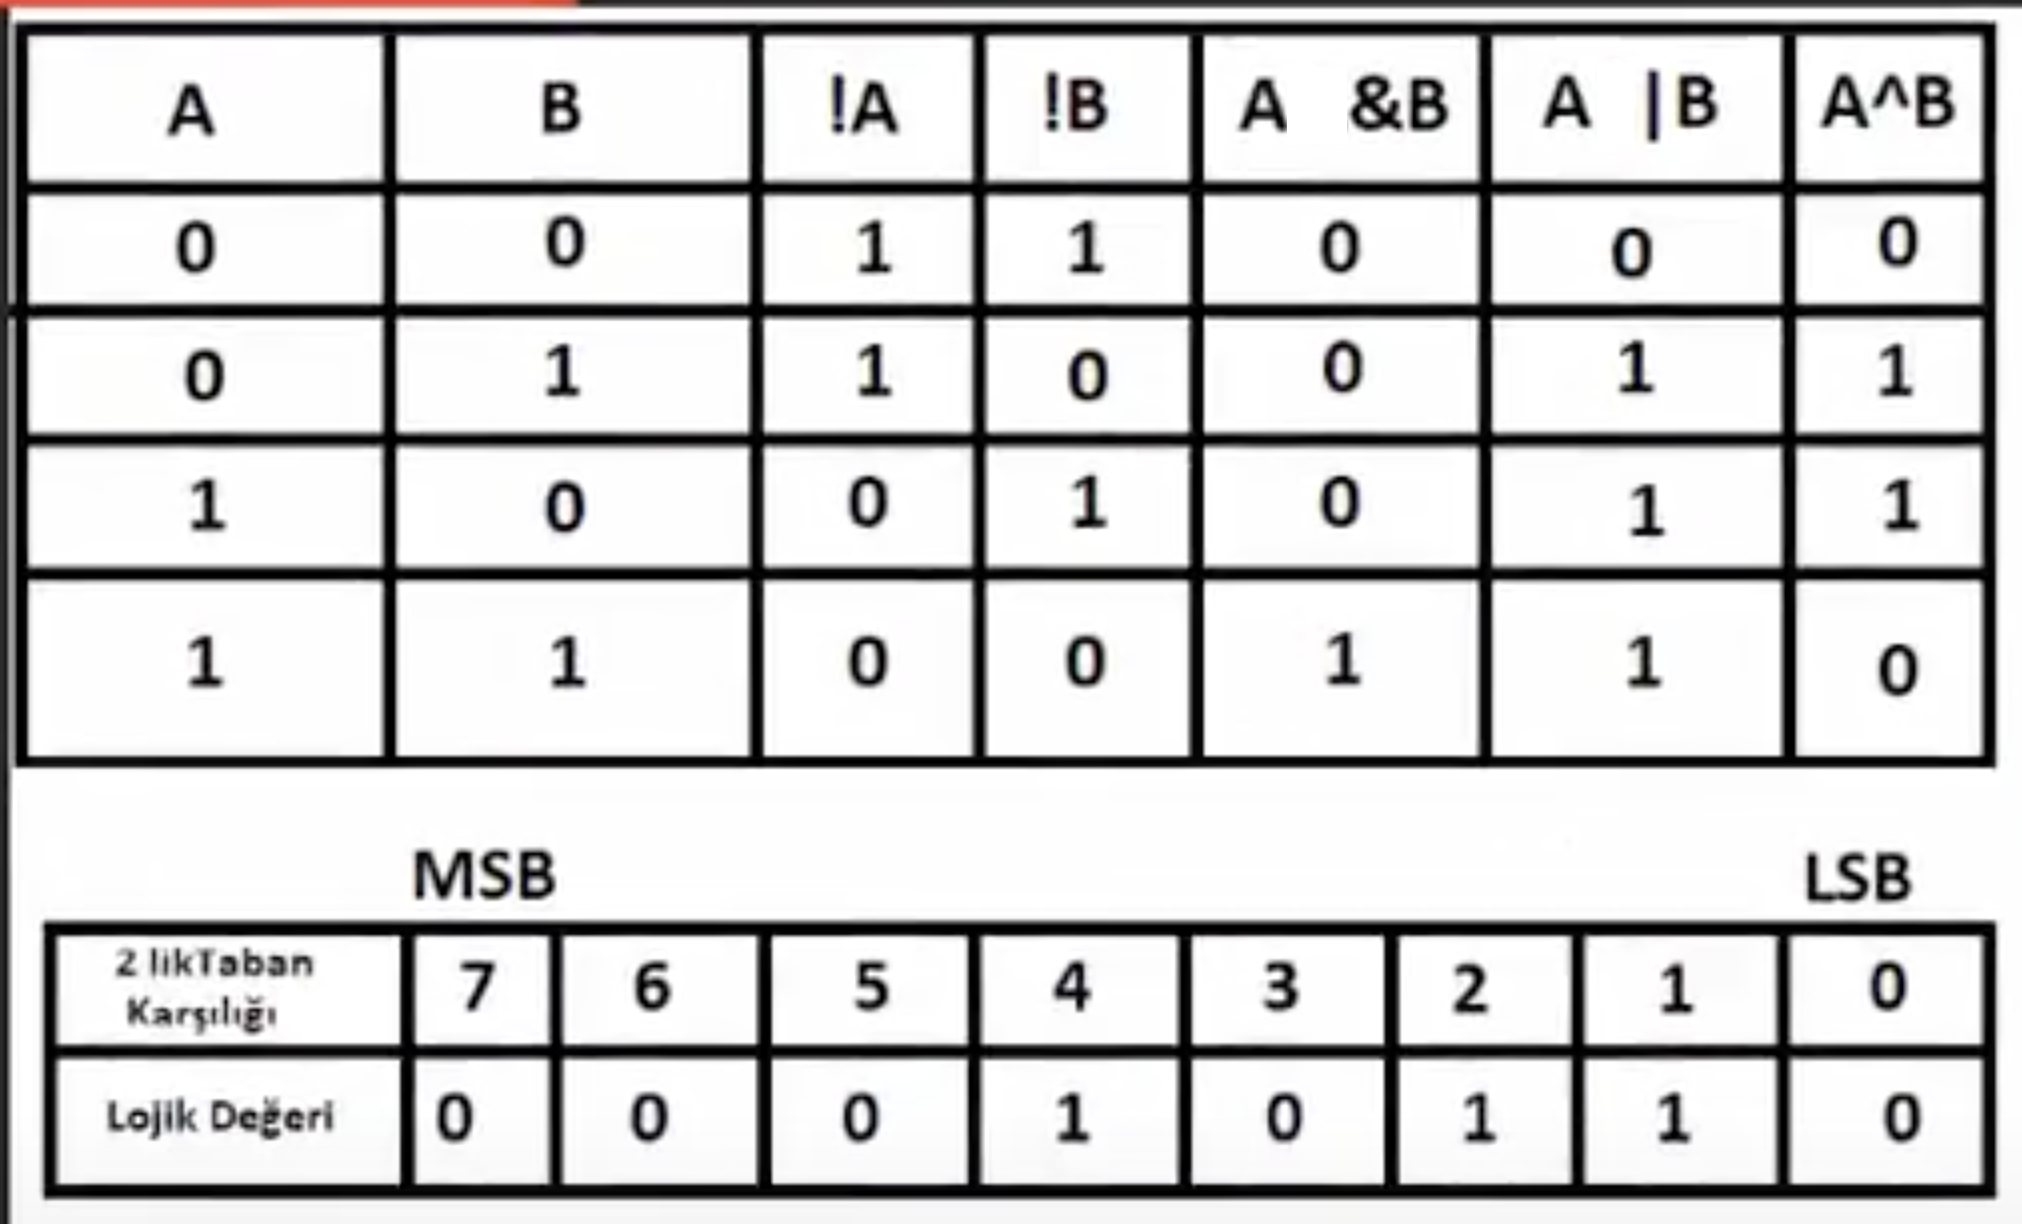 A B !A !B A &B A |B A^B
0 0 1 1 0 0 0
0 1 1 0 0 1 1
1 0 0 1 0 1 1
1 1 0 0 1 1 0
MSB LSB
2 likTaban
Karşılığı
7 6 5 4 3 2 1 0
Lojik Değeri 0 0 0 1 0 1 1 0